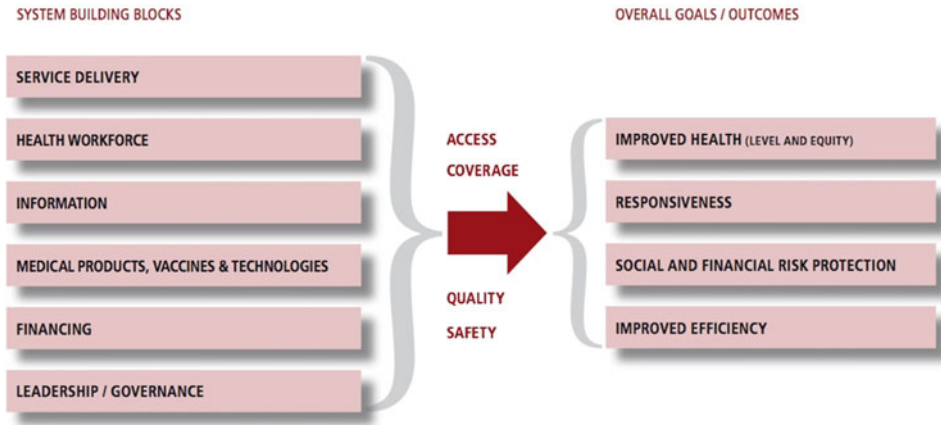 SYSTEM BUILDING BLOCKS
SERVICE DELIVERY
HEALTH WORKFORCE
INFORMATION
MEDICAL PRODUCTS, VACCINES & TECHNOLOGIES
FINANCING
LEADERSHIP / GOVERNANCE
ACCESS
COVERAGE
QUALITY
SAFETY
OVERALL GOALS / OUTCOMES
IMPROVED HEALTH (LEVEL AND EQUITY)
RESPONSIVENESS
SOCIAL AND FINANCIAL RISK PROTECTION
IMPROVED EFFICIENCY